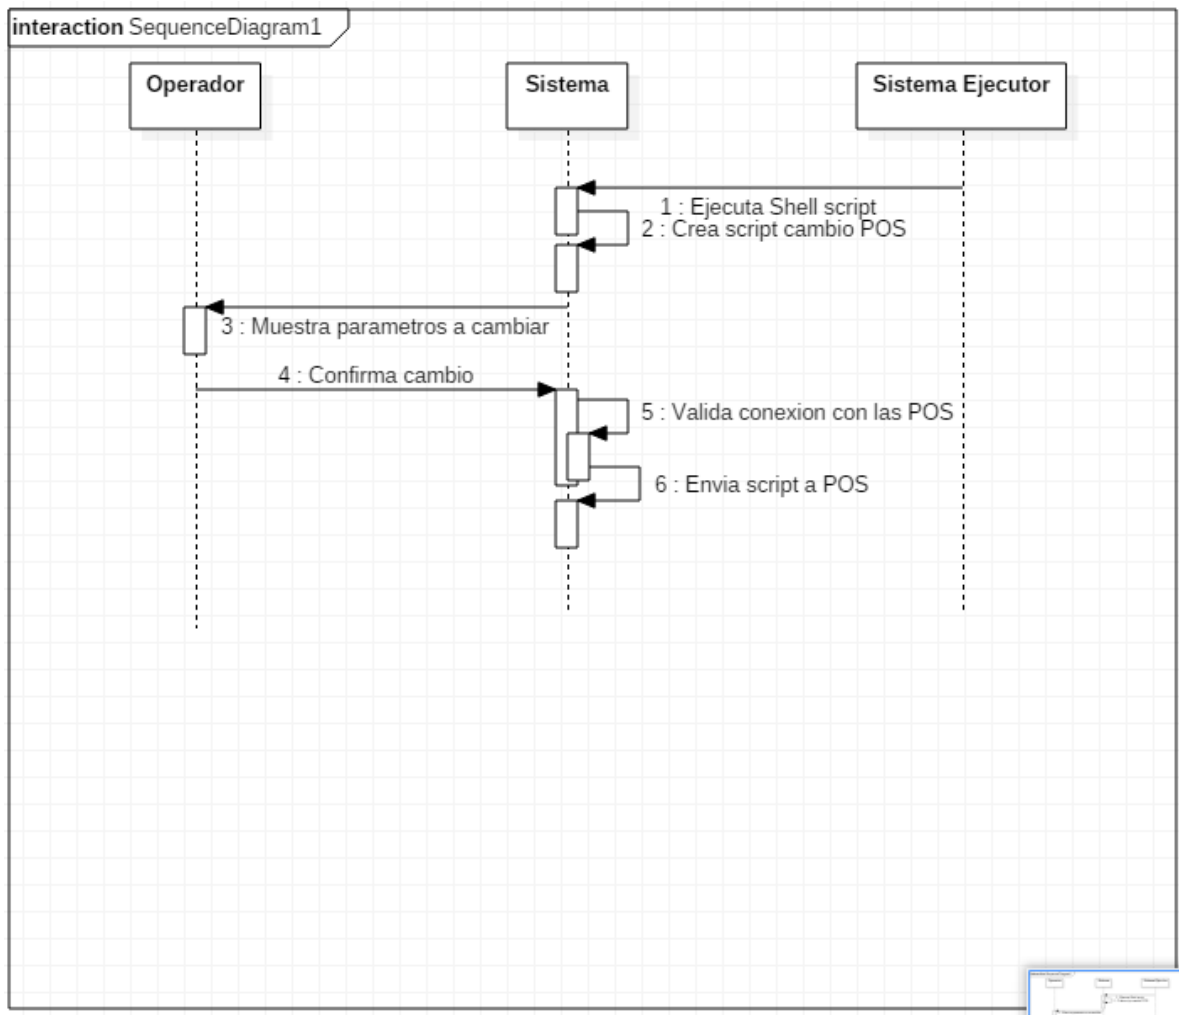 interaction SequenceDiagram1
Operador
Sistema
Sistema Ejecutor
1 : Ejecuta Shell script
2 : Crea script cambio POS
3 : Muestra parametros a cambiar
4 : Confirma cambio
5 : Valida conexion con las POS
6 : Envia script a POS